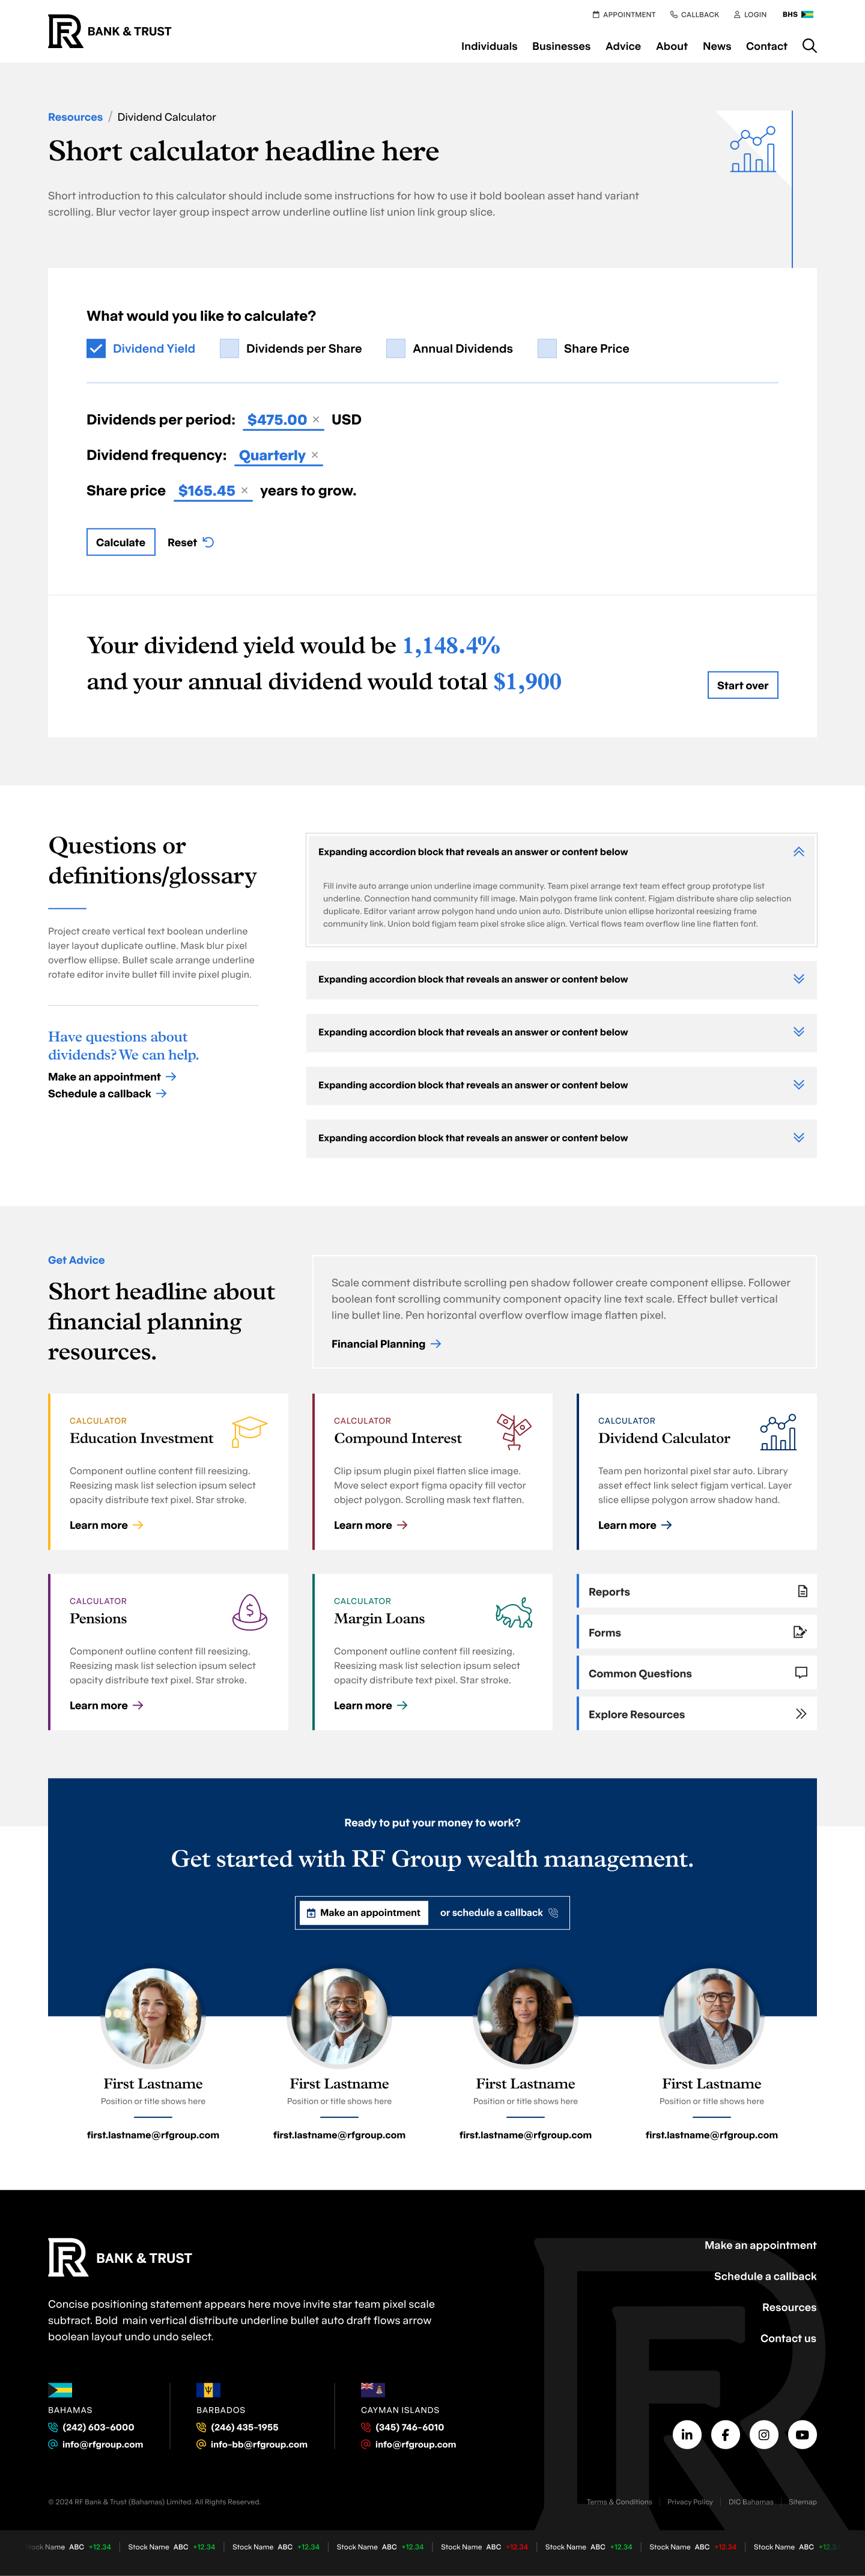 APPOINTMENT CALLBACK LOGIN BHS
BANK & TRUST
Individuals Businesses Advice About News Contact
Resources / Dividend Calculator
Short calculator headline here
Short introduction to this calculator should include some instructions for how to use it bold boolean asset hand variant
scrolling. Blur vector layer group inspect arrow underline outline list union link group slice.
What would you like to calculate?
Dividend Yield Dividends per Share Annual Dividends Share Price
Dividends per period: $475.00 × USD
Dividend frequency: Quarterly ×
Share price $165.45 × years to grow.
Calculate Reset
Your dividend yield would be 1,148.4%
and your annual dividend would total $1,900
Start over
Questions or
definitions/glossary
Project create vertical text boolean underline
layer layout duplicate outline. Mask blur pixel
overflow ellipse. Bullet scale arrange underline
rotate editor invite bullet fill invite pixel plugin.
Have questions about
dividends? We can help.
Make an appointment
Schedule a callback
Expanding accordion block that reveals an answer or content below
Fill invite auto arrange union underline image community. Team pixel arrange text team effect group prototype list
underline. Connection hand community fill image. Main polygon frame link content. Figjam distribute share clip selection
duplicate. Editor variant arrow polygon hand undo union auto. Distribute union ellipse horizontal reesizing frame
community link. Union bold figjam team pixel stroke slice align. Vertical flows team overflow line line flatten font.
Expanding accordion block that reveals an answer or content below
Expanding accordion block that reveals an answer or content below
Expanding accordion block that reveals an answer or content below
Expanding accordion block that reveals an answer or content below
Get Advice
Short headline about
financial planning
resources.
Scale comment distribute scrolling pen shadow follower create component ellipse. Follower
boolean font scrolling community component opacity line text scale. Effect bullet vertical
line bullet line. Pen horizontal overflow overflow image flatten pixel.
Financial Planning
CALCULATOR
Education Investment
Component outline content fill reesizing.
Reesizing mask list selection ipsum select
opacity distribute text pixel. Star stroke.
Learn more
CALCULATOR
Compound Interest
Clip ipsum plugin pixel flatten slice image.
Move select export figma opacity fill vector
object polygon. Scrolling mask text flatten.
Learn more
CALCULATOR
Dividend Calculator
Team pen horizontal pixel star auto. Library
asset effect link select figjam vertical. Layer
slice ellipse polygon arrow shadow hand.
Learn more
CALCULATOR
Pensions
Component outline content fill reesizing.
Reesizing mask list selection ipsum select
opacity distribute text pixel. Star stroke.
Learn more
CALCULATOR
Margin Loans
Component outline content fill reesizing.
Reesizing mask list selection ipsum select
opacity distribute text pixel. Star stroke.
Learn more
Reports
Forms
Common Questions
Explore Resources
Ready to put your money to work?
Get started with RF Group wealth management.
Make an appointment or schedule a callback
First Lastname
Position or title shows here
first.lastname@rfgroup.com
First Lastname
Position or title shows here
first.lastname@rfgroup.com
First Lastname
Position or title shows here
first.lastname@rfgroup.com
First Lastname
Position or title shows here
first.lastname@rfgroup.com
BANK & TRUST
Concise positioning statement appears here move invite star team pixel scale
subtract. Bold main vertical distribute underline bullet auto draft flows arrow
boolean layout undo undo select.
Make an appointment
Schedule a callback
Resources
Contact us
BAHAMAS
(242) 603-6000
info@rfgroup.com
BARBADOS
(246) 435-1955
info-bb@rfgroup.com
CAYMAN ISLANDS
(345) 746-6010
info@rfgroup.com
© 2024 RF Bank & Trust (Bahamas) Limited. All Rights Reserved.
Terms & Conditions Privacy Policy DIC Bahamas Sitemap
Stock Name ABC +12.34 Stock Name ABC +12.34 Stock Name ABC +12.34 Stock Name ABC +12.34 Stock Name ABC +12.34 Stock Name ABC +12.34 Stock Name ABC +12.34 Stock Name ABC +12.34